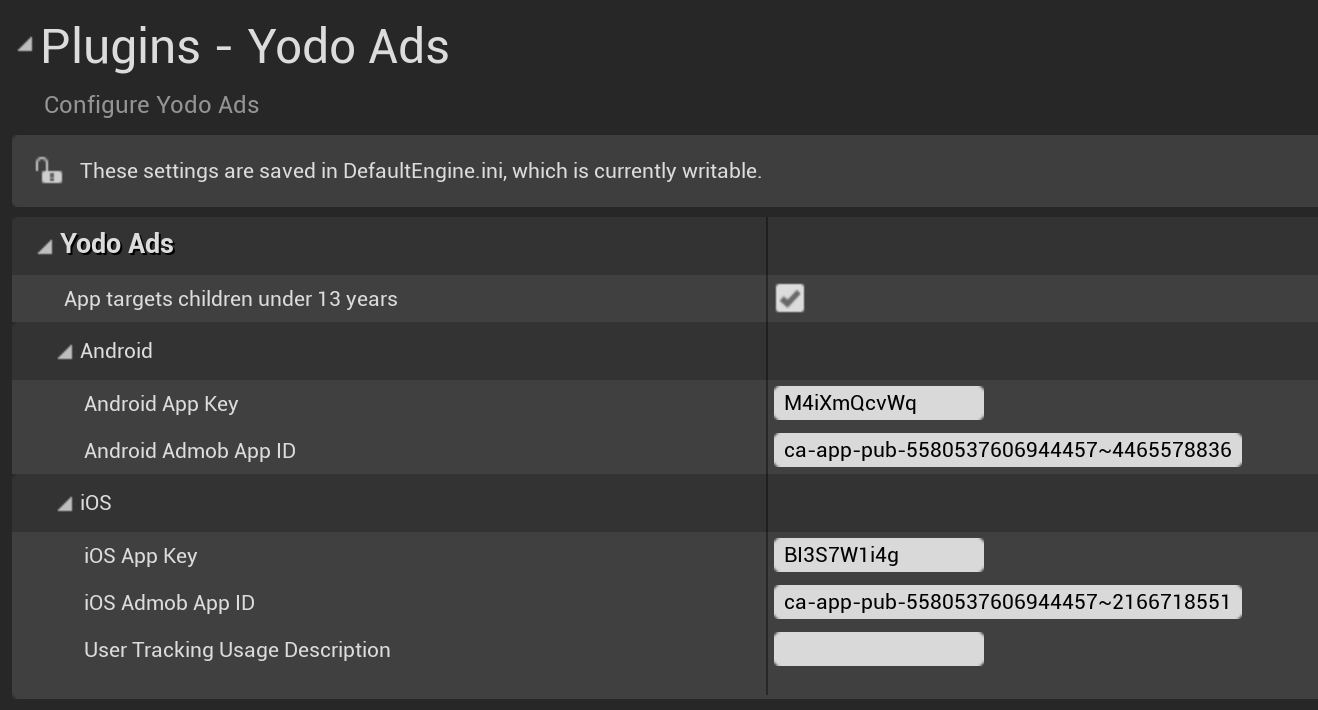 Plugins - Yodo Ads
Configure Yodo Ads
These settings are saved in DefaultEngine.ini, which is currently writable.
Yodo Ads
App targets children under 13 years
Android
Android App Key M4iXmQcvWq
Android Admob App ID ca-app-pub-5580537606944457~4465578836
iOS
iOS App Key BI3S7W1i4g
iOS Admob App ID ca-app-pub-5580537606944457~2166718551
User Tracking Usage Description